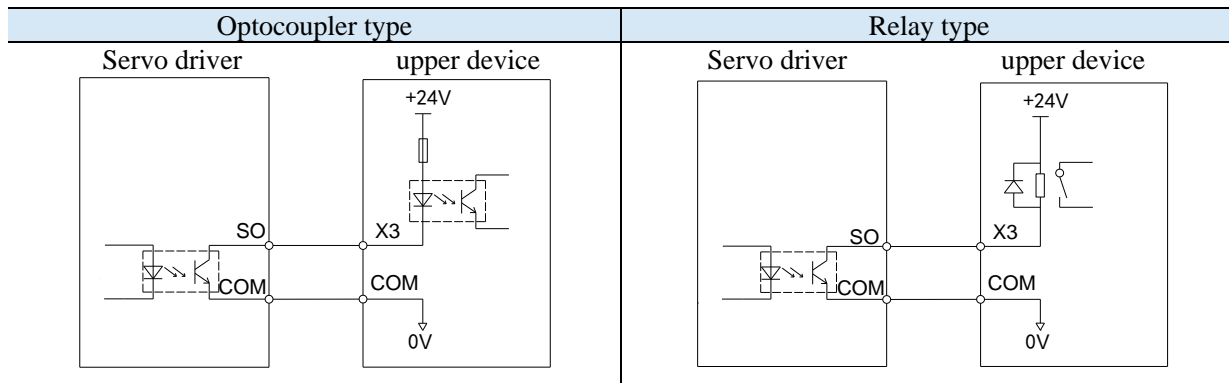 Optocoupler type
Relay type
Servo driver
upper device
+24V
SO
X3
COM
COM
0V
Servo driver
upper device
+24V
SO
X3
COM
COM
0V